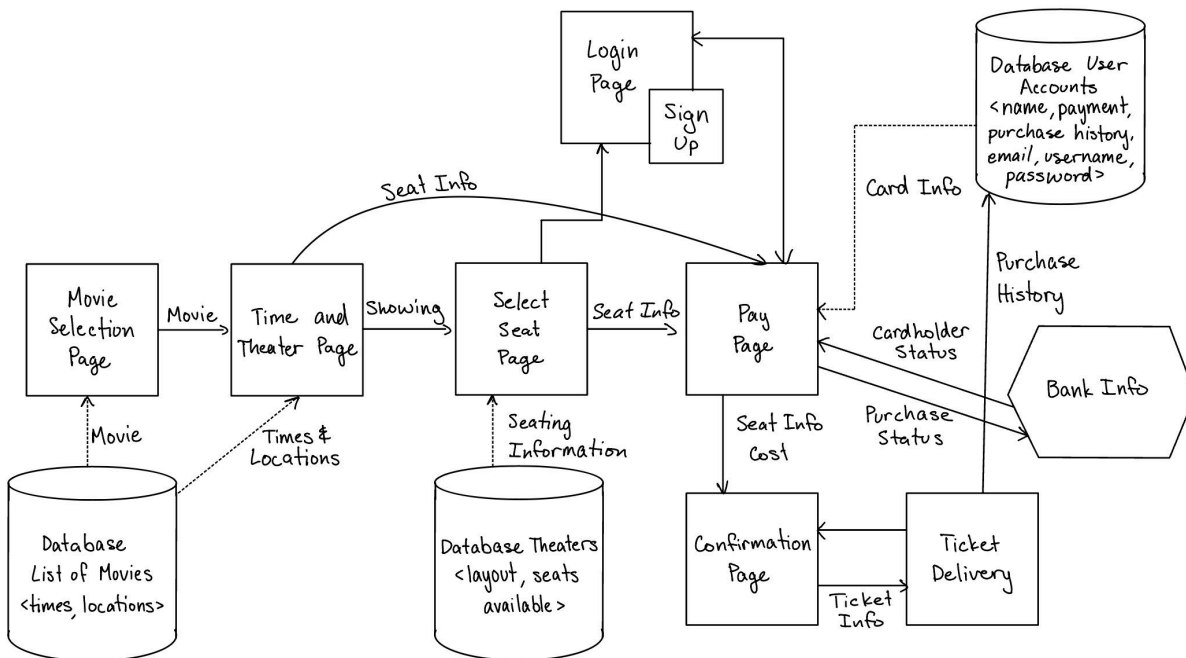 Login
Page
Sign
Up
Database User
Accounts
<name, payment,
purchase history,
email, username,
password>
Seat Info
Card Info
Movie
Selection
Page
Movie
Time and
Theater Page
Showing
Select
Seat
Page
Seat Info
Pay
Page
Purchase
History
Cardholder
Status
Bank Info
Purchase
Status
Movie
Times &
Locations
Seating
Information
Seat Info
Cost
Database
List of Movies
<times, locations>
Database Theaters
<layout, seats
available>
Confirmation
Page
Ticket
Info
Ticket
Delivery